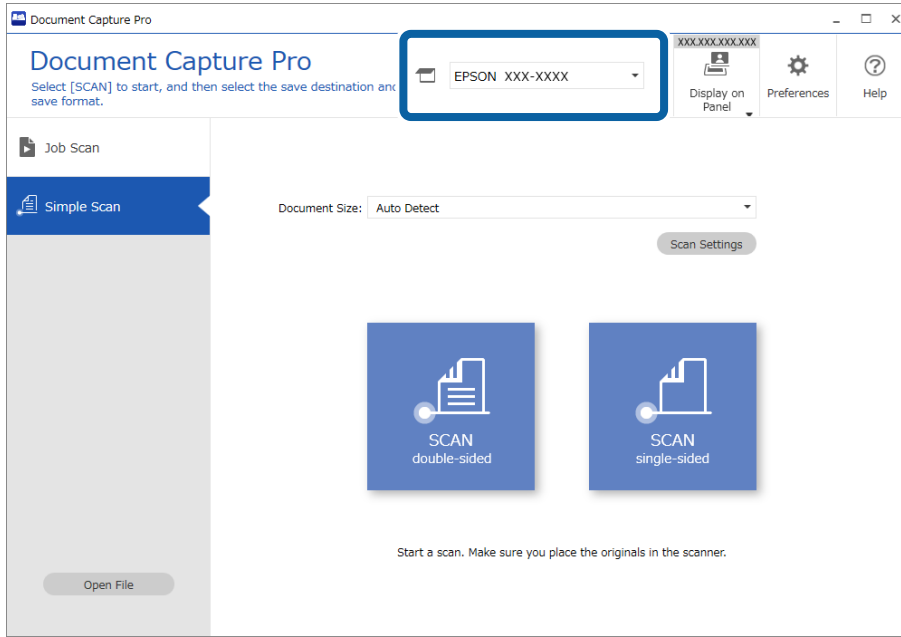 Document Capture Pro
Document Capture Pro
Select [SCAN] to start, and then select the save destination and
save format.
EPSON XXX-XXXX
XXX.XXX.XXX.XXX
Display on
Panel
Preferences
Help
Job Scan
Simple Scan
Document Size: Auto Detect
Scan Settings
SCAN
double-sided
SCAN
single-sided
Start a scan. Make sure you place the originals in the scanner.
Open File